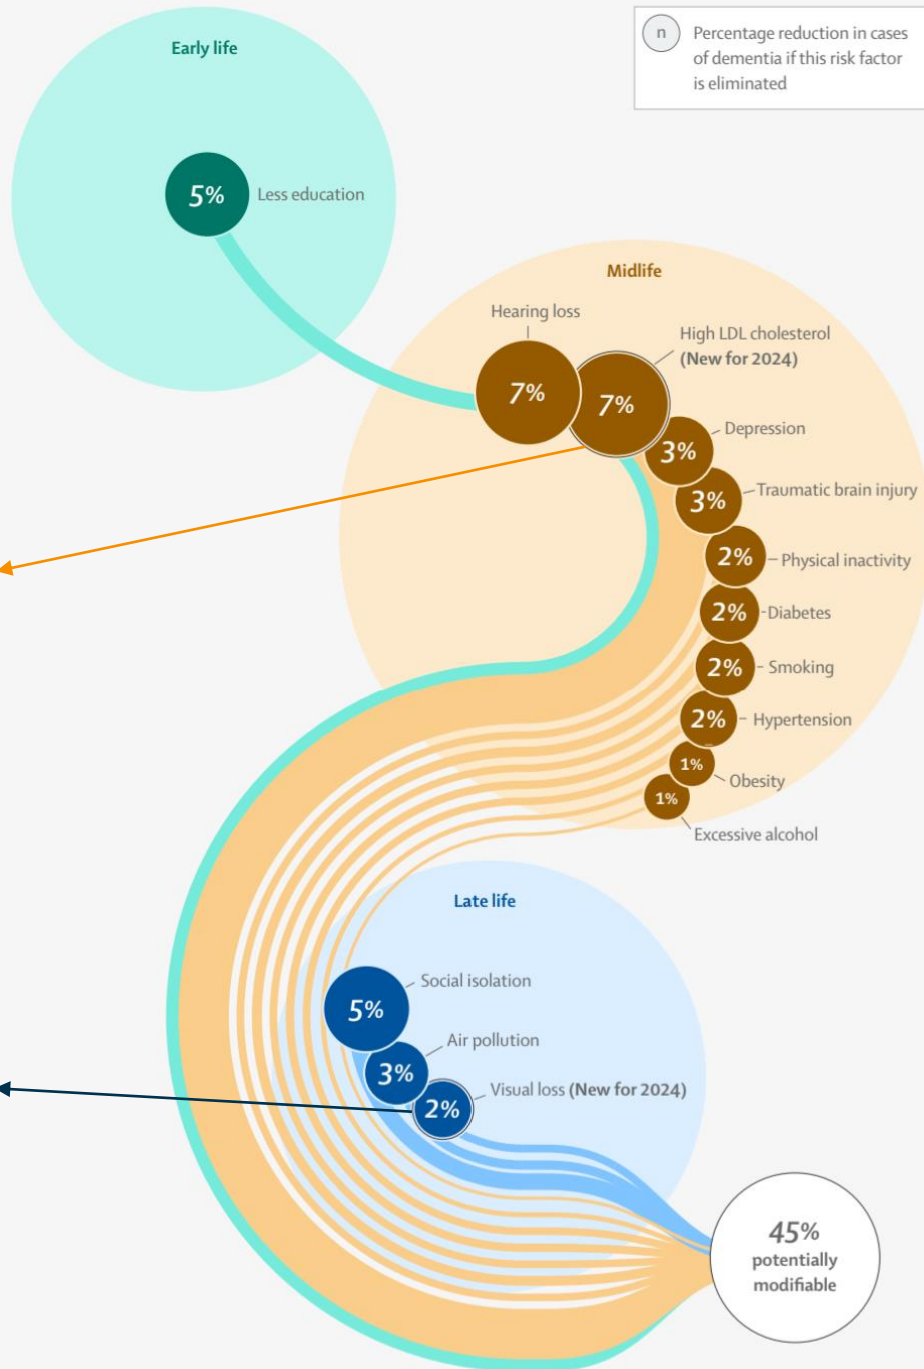 Early life
n
Percentage reduction in cases
of dementia if this risk factor
is eliminated
5%
Less education
Midlife
Hearing loss
High LDL cholesterol
(New for 2024)
7%
7%
Depression
3%
Traumatic brain injury
3%
Physical inactivity
2%
Diabetes
2%
Smoking
2%
Hypertension
2%
Obesity
1%
Excessive alcohol
1%
Late life
Social isolation
5%
Air pollution
3%
Visual loss (New for 2024)
2%
45%
potentially
modifiable